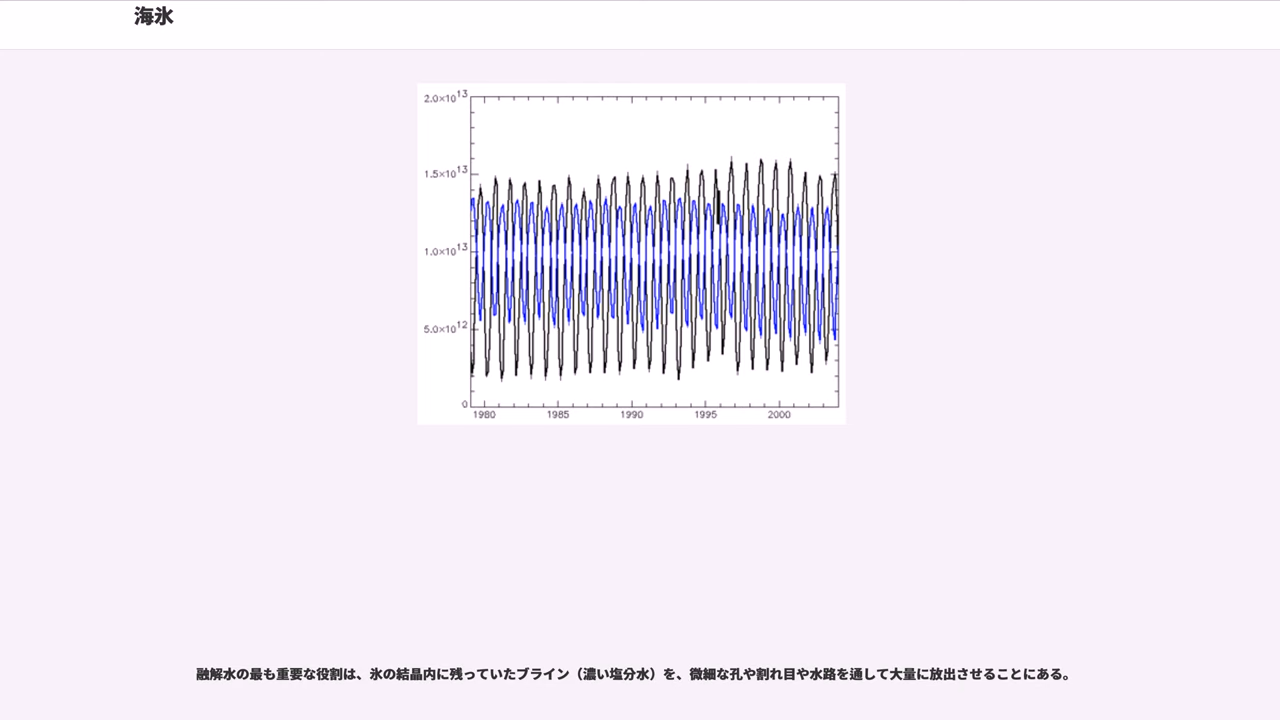 海氷
2.0×10¹³
1.5×10¹³
1.0×10¹³
5.0×10¹²
0
1980 1985 1990 1995 2000
融解水の最も重要な役割は、氷の結晶内に残っていたブライン（濃い塩分水）を、微細な孔や割れ目や水路を通して大量に放出させることにある。